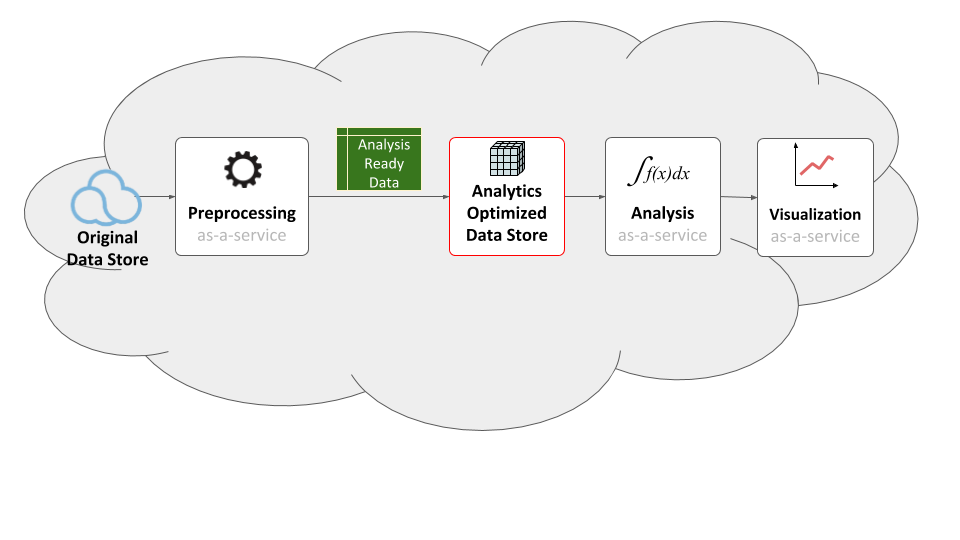 Original
Data Store
Preprocessing
as-a-service
Analysis
Ready
Data
Analytics
Optimized
Data Store
∫f(x)dx
Analysis
as-a-service
Visualization
as-a-service